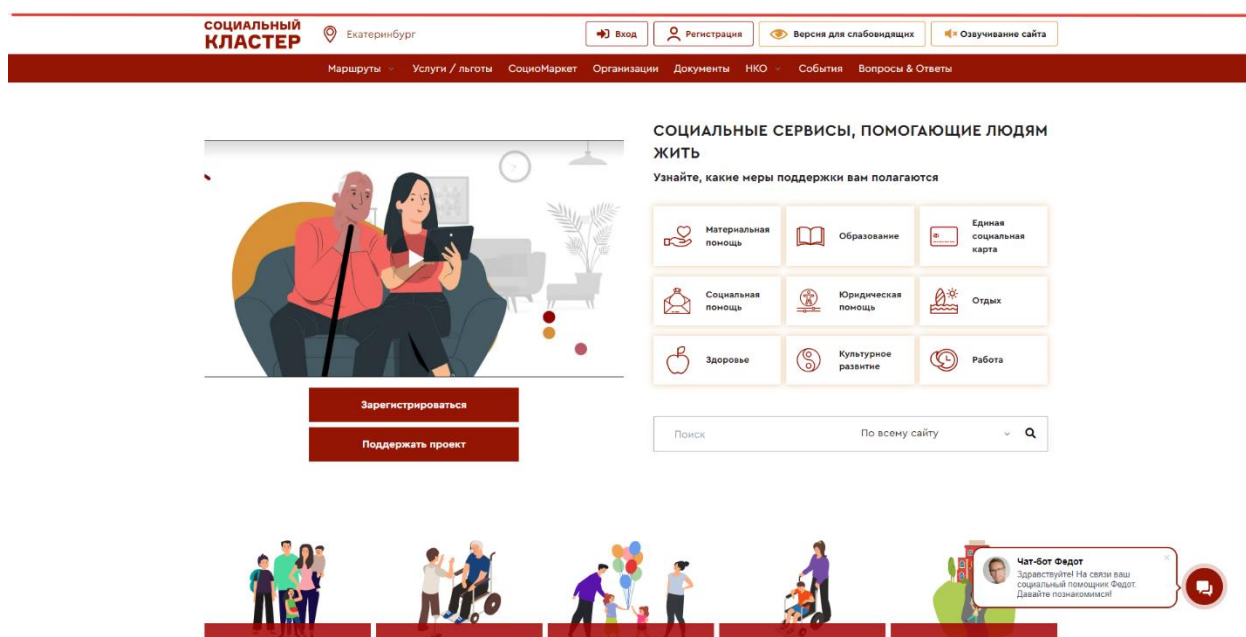 СОЦИАЛЬНЫЙ
КЛАСТЕР
Екатеринбург
Вход
Регистрация
Версия для слабовидящих
Озвучивание сайта
Маршруты
Услуги / льготы
СоциоМаркет
Организации
Документы
НКО
События
Вопросы & Ответы
СОЦИАЛЬНЫЕ СЕРВИСЫ, ПОМОГАЮЩИЕ ЛЮДЯМ
ЖИТЬ
Узнайте, какие меры поддержки вам полагаются
Материальная
помощь
Образование
Единая
социальная
карта
Социальная
помощь
Юридическая
помощь
Отдых
Здоровье
Культурное
развитие
Работа
Зарегистрироваться
Поддержать проект
Поиск
По всему сайту
Чат-бот Федот
Здравствуйте! На связи ваш
социальный помощник Федот.
Давайте познакомимся!